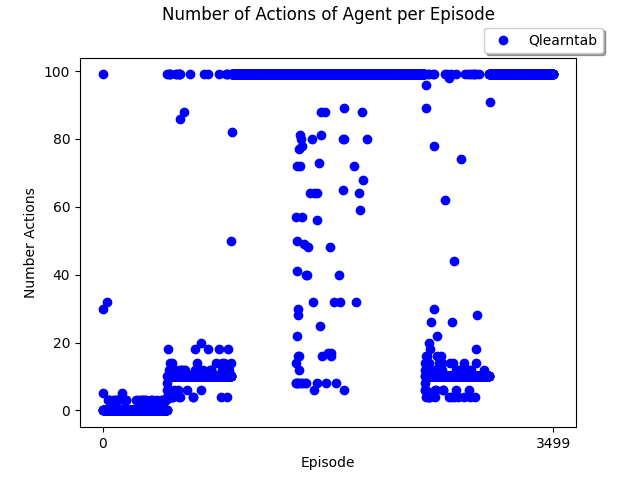 Number of Actions of Agent per Episode
Qlearntab
100
80
60
40
20
0
Number Actions
0
3499
Episode